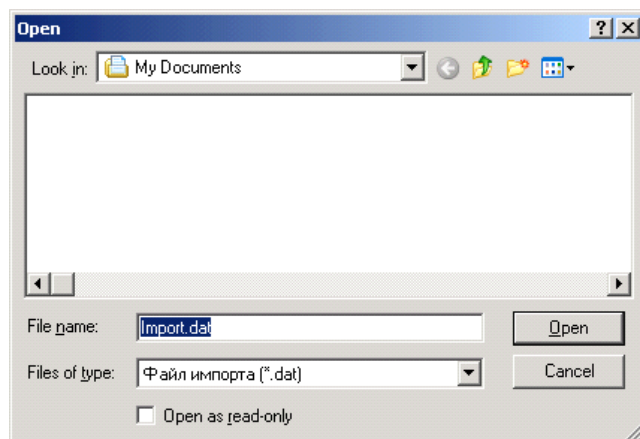 Open
Look in: My Documents
File name: Import.dat Open
Files of type: Файл импорта (*.dat) Cancel
Open as read-only